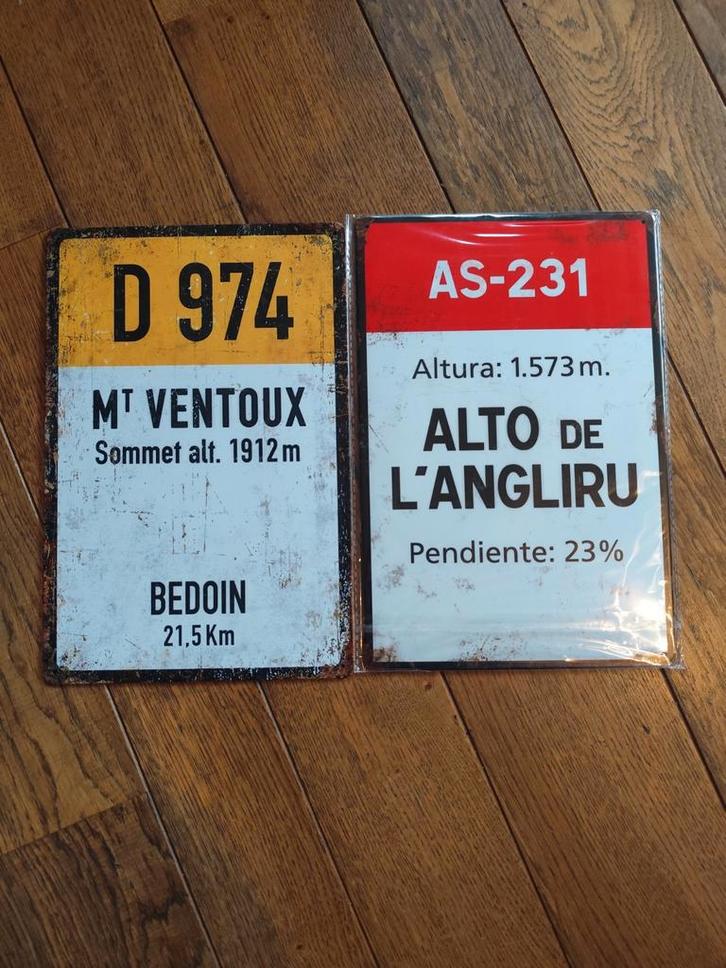 D 974
Mᵀ VENTOUX
Sommet alt. 1912 m
BEDOIN
21,5 Km
AS-231
Altura: 1.573 m.
ALTO DE
L'ANGLIRU
Pendiente: 23%